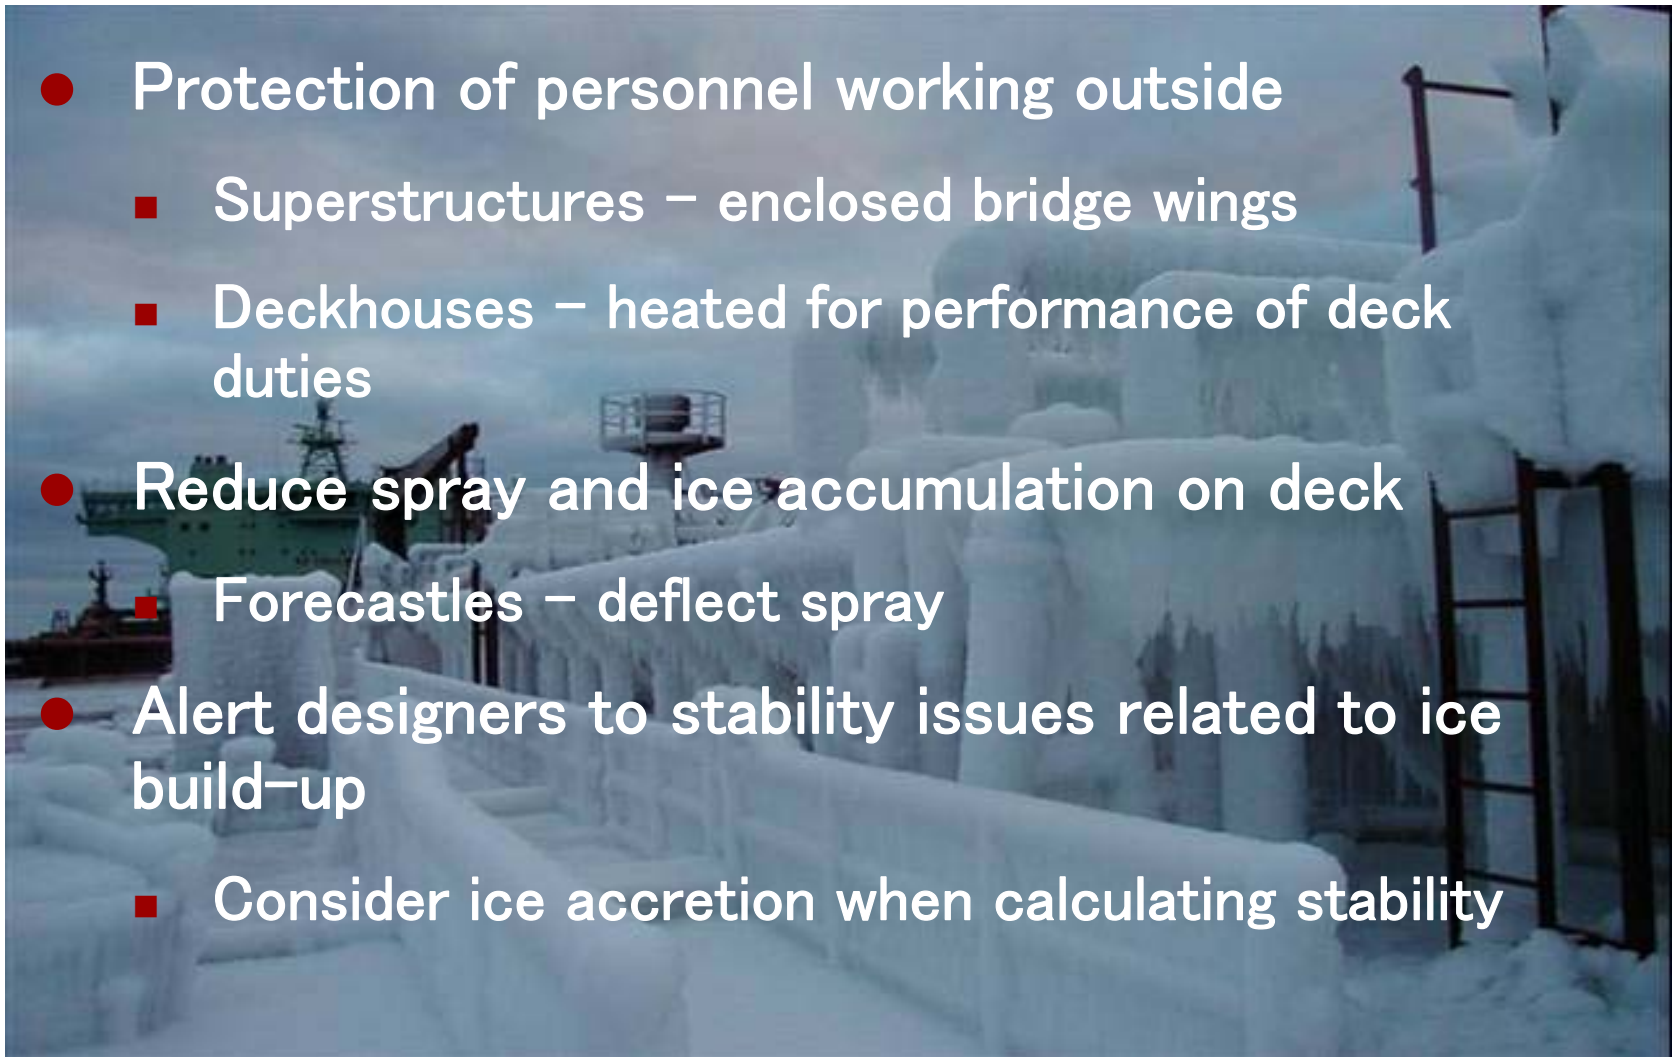 Protection of personnel working outside
Superstructures – enclosed bridge wings
Deckhouses – heated for performance of deck
duties
Reduce spray and ice accumulation on deck
Forecastles – deflect spray
Alert designers to stability issues related to ice
build-up
Consider ice accretion when calculating stability